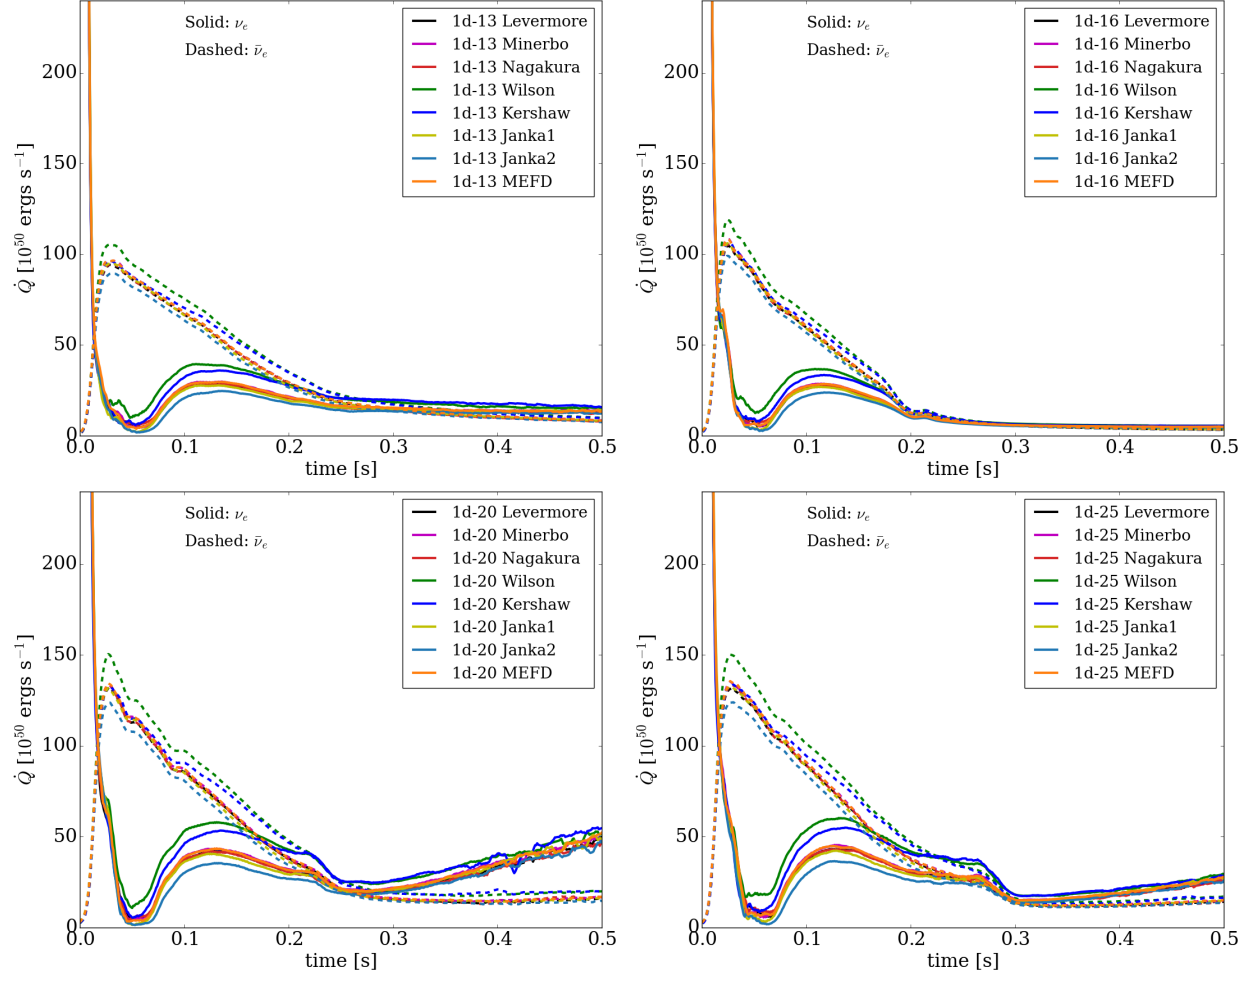 Solid: νₑ
Dashed: ν̄ₑ
1d-13 Levermore
1d-13 Minerbo
1d-13 Nagakura
1d-13 Wilson
1d-13 Kershaw
1d-13 Janka1
1d-13 Janka2
1d-13 MEFD
200
150
100
50
0
Q̇ [10⁵⁰ ergs s⁻¹]
0.0 0.1 0.2 0.3 0.4 0.5
time [s]
Solid: νₑ
Dashed: ν̄ₑ
1d-16 Levermore
1d-16 Minerbo
1d-16 Nagakura
1d-16 Wilson
1d-16 Kershaw
1d-16 Janka1
1d-16 Janka2
1d-16 MEFD
200
150
100
50
0
Q̇ [10⁵⁰ ergs s⁻¹]
0.0 0.1 0.2 0.3 0.4 0.5
time [s]
Solid: νₑ
Dashed: ν̄ₑ
1d-20 Levermore
1d-20 Minerbo
1d-20 Nagakura
1d-20 Wilson
1d-20 Kershaw
1d-20 Janka1
1d-20 Janka2
1d-20 MEFD
200
150
100
50
0
Q̇ [10⁵⁰ ergs s⁻¹]
0.0 0.1 0.2 0.3 0.4 0.5
time [s]
Solid: νₑ
Dashed: ν̄ₑ
1d-25 Levermore
1d-25 Minerbo
1d-25 Nagakura
1d-25 Wilson
1d-25 Kershaw
1d-25 Janka1
1d-25 Janka2
1d-25 MEFD
200
150
100
50
0
Q̇ [10⁵⁰ ergs s⁻¹]
0.0 0.1 0.2 0.3 0.4 0.5
time [s]